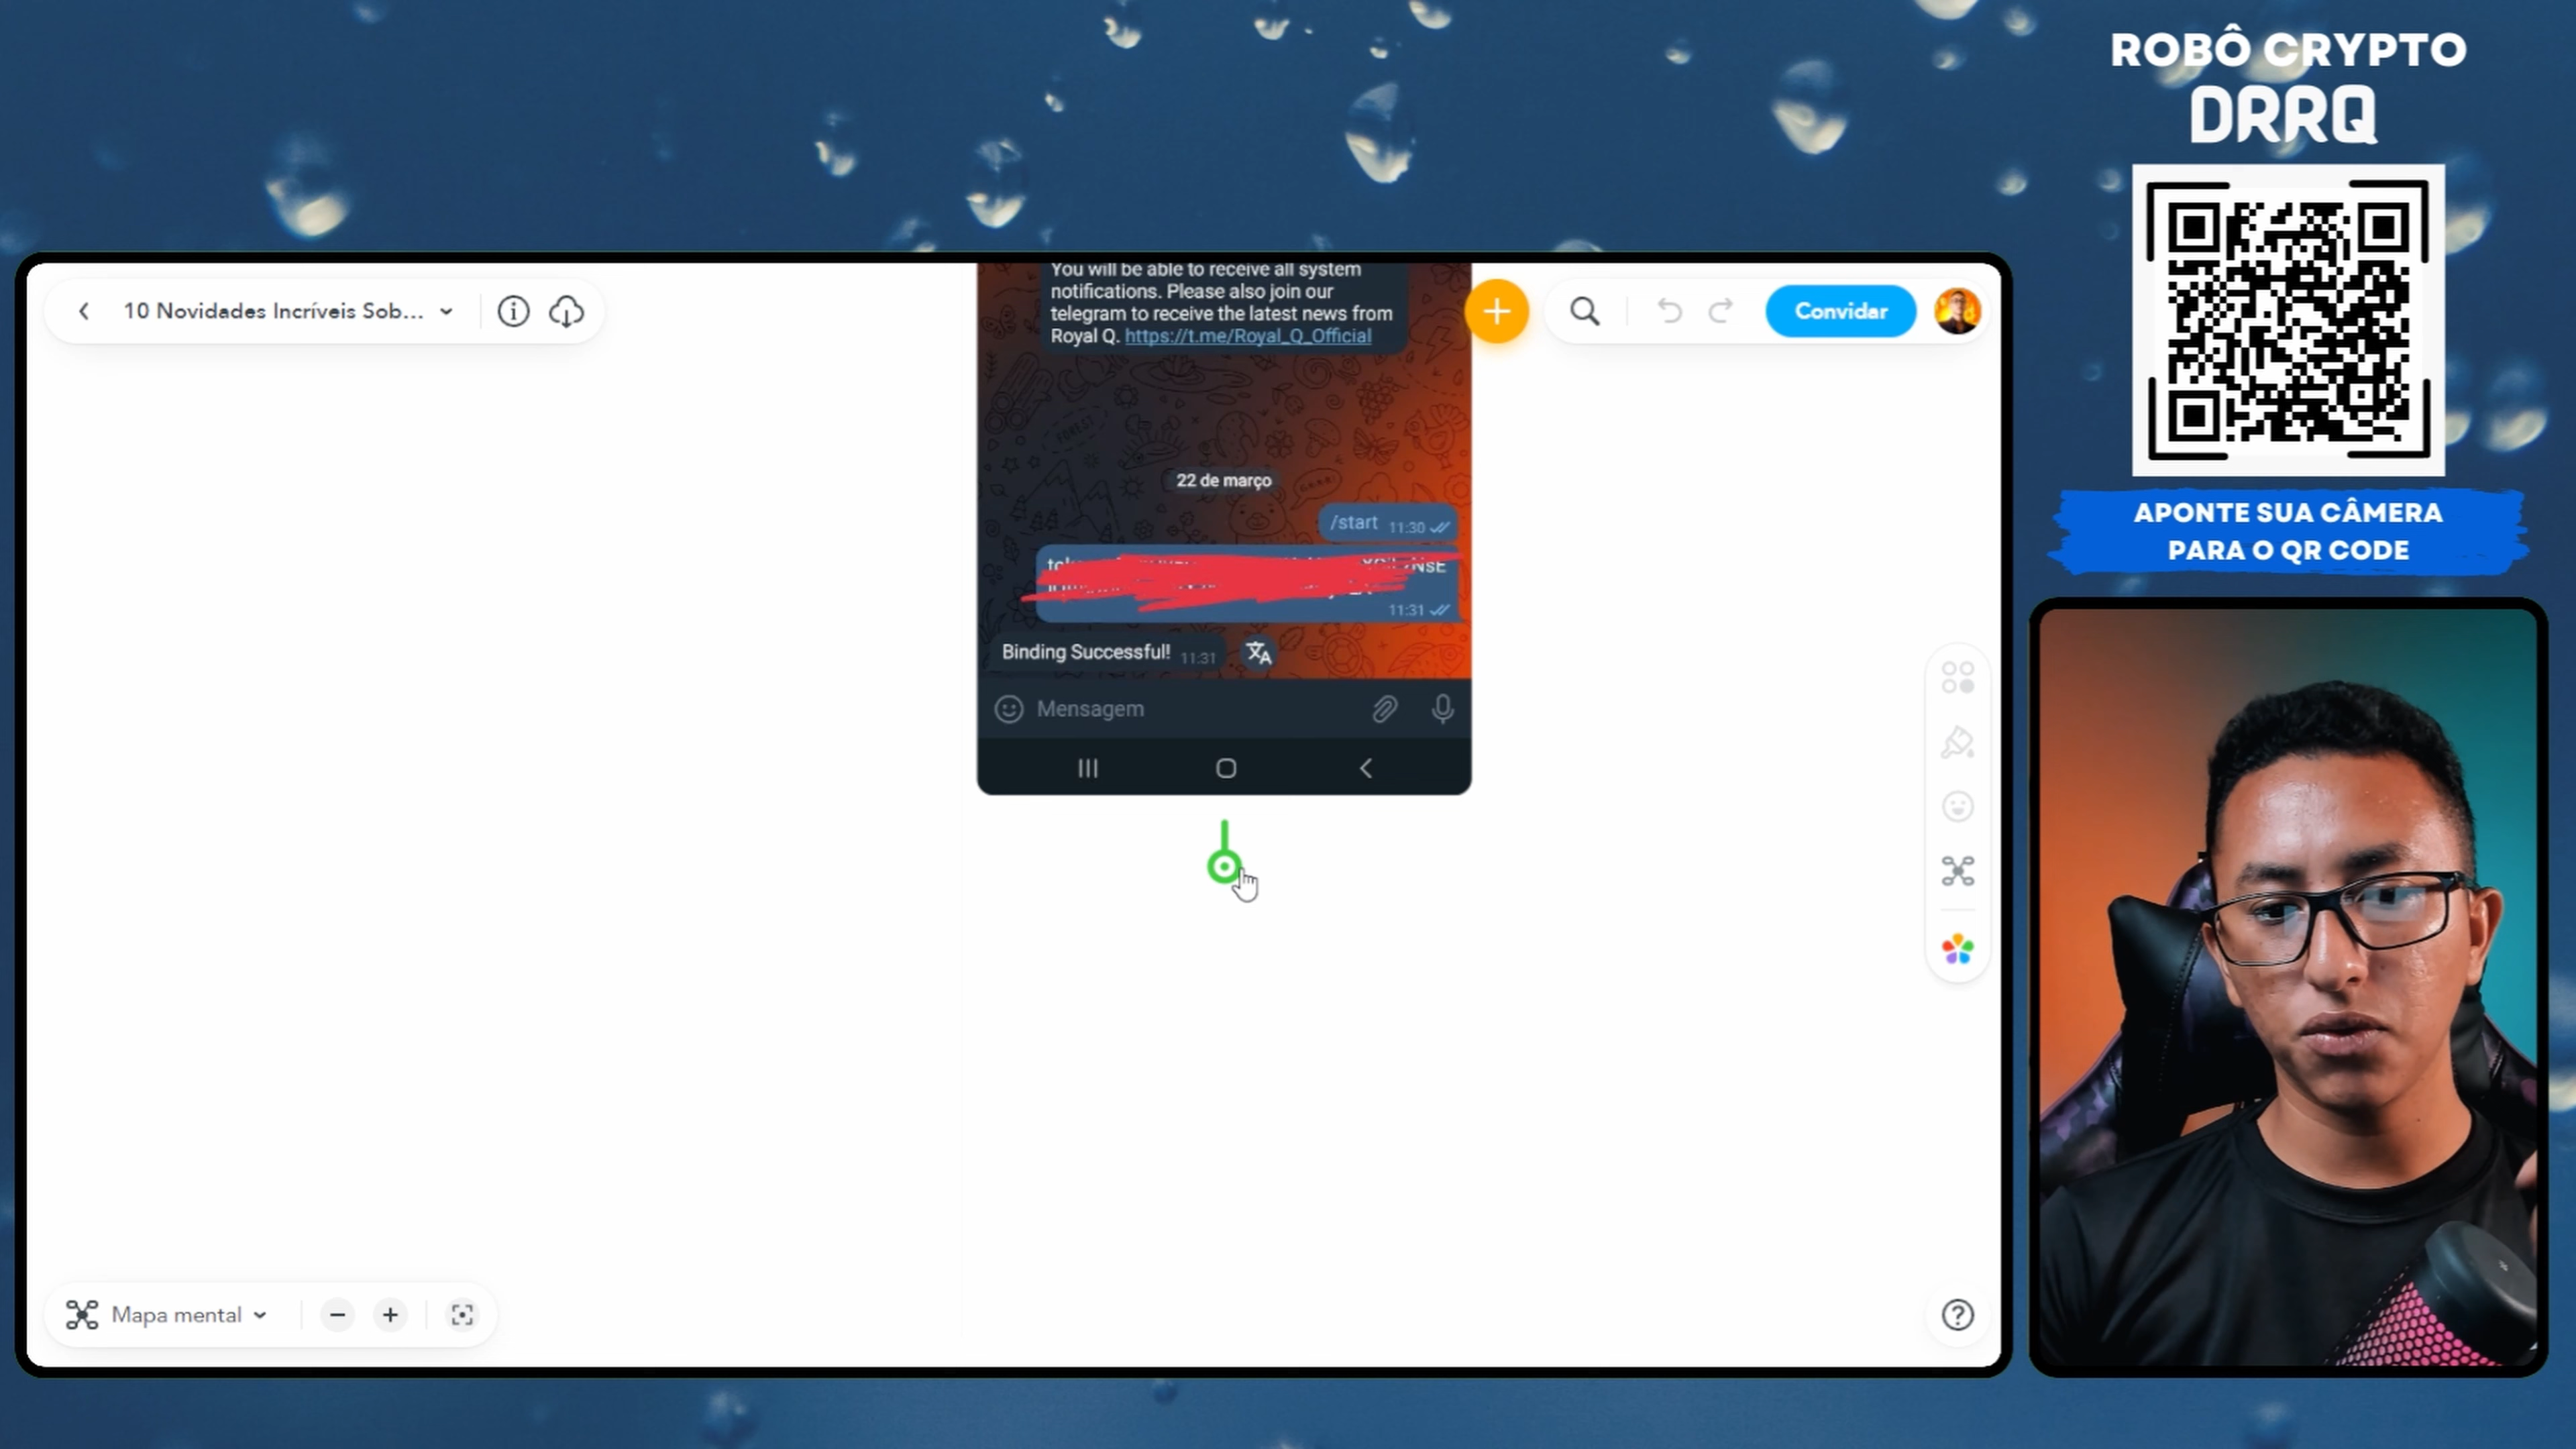 ROBÔ CRYPTO
DRRQ
APONTE SUA CÂMERA
PARA O QR CODE
10 Novidades Incríveis Sob...
Convidar
You will be able to receive all system
notifications. Please also join our
telegram to receive the latest news from
Royal Q. https://t.me/Royal_Q_Official
22 de março
/start 11:30
11:31
Binding Successful! 11:31
Mensagem
Mapa mental